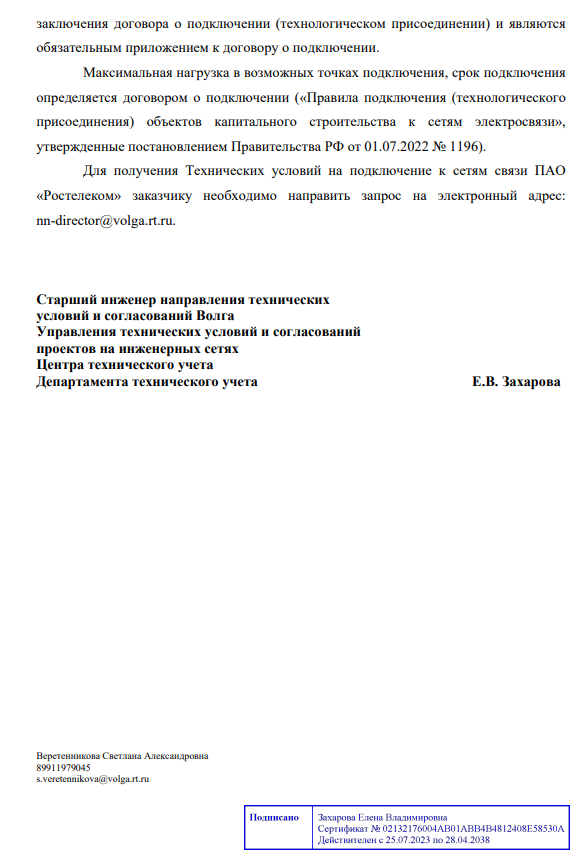 заключения договора о подключении (технологическом присоединении) и являются
обязательным приложением к договору о подключении.
Максимальная нагрузка в возможных точках подключения, срок подключения
определяется договором о подключении («Правила подключения (технологического
присоединения) объектов капитального строительства к сетям электросвязи»,
утвержденные постановлением Правительства РФ от 01.07.2022 № 1196).
Для получения Технических условий на подключение к сетям связи ПАО
«Ростелеком» заказчику необходимо направить запрос на электронный адрес:
nn-director@volga.rt.ru.
Старший инженер направления технических
условий и согласований Волга
Управления технических условий и согласований
проектов на инженерных сетях
Центра технического учета
Департамента технического учета Е.В. Захарова
Веретенникова Светлана Александровна
89911979045
s.veretennikova@volga.rt.ru
Подписано Захарова Елена Владимировна
Сертификат № 02132176004AB01ABB4B4812408E58530A
Действителен с 25.07.2023 по 28.04.2038